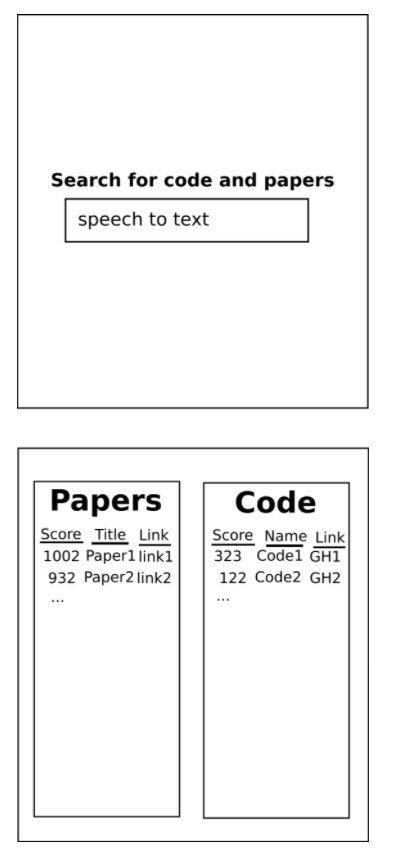 Search for code and papers
speech to text
Papers
Score Title Link
1002 Paper1 link1
932 Paper2 link2
...
Code
Score Name Link
323 Code1 GH1
122 Code2 GH2
...